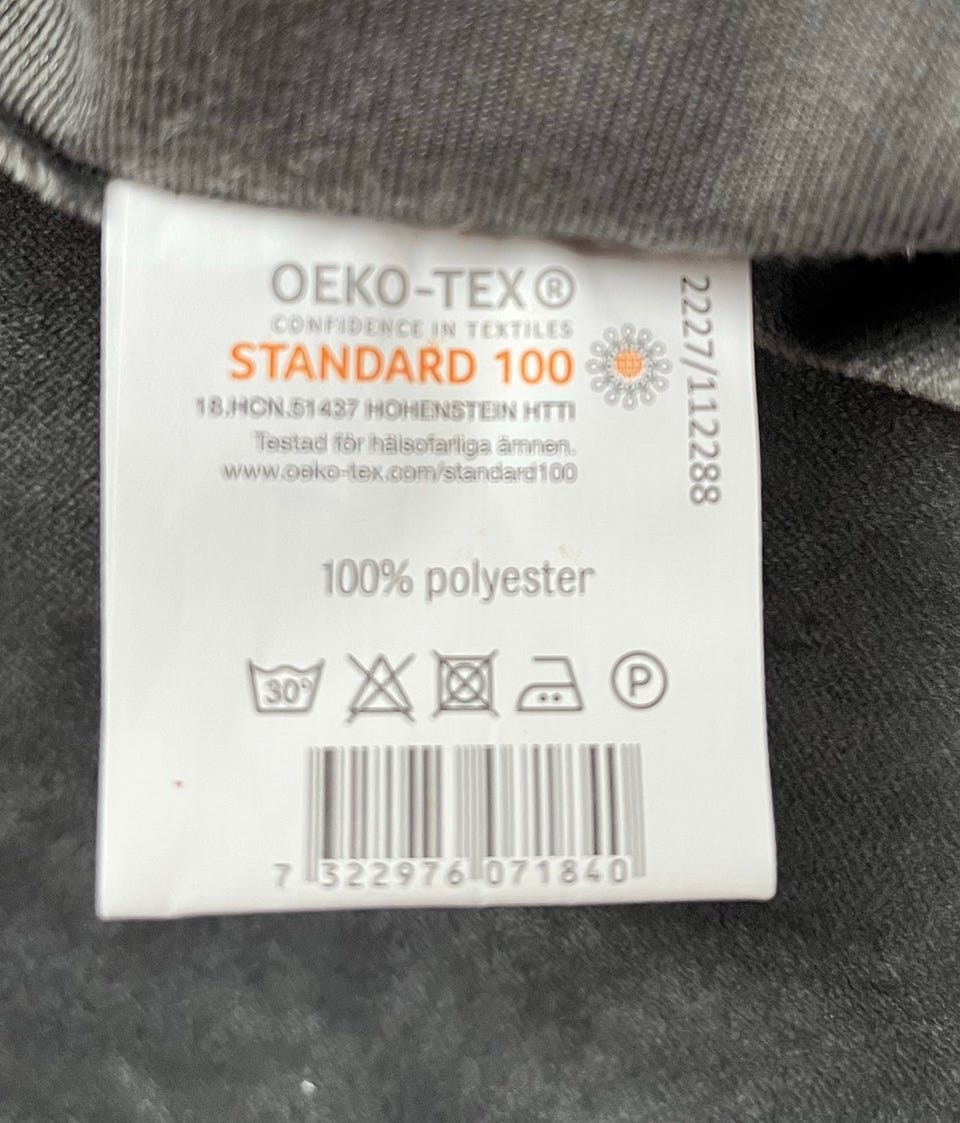 OEKO-TEX®
CONFIDENCE IN TEXTILES
STANDARD 100
18.HCN.51437 HOHENSTEIN HTTI
Testad för hälsofarliga ämnen.
www.oeko-tex.com/standard100
2227/112288
100% polyester
30°
P
7 322976 071840